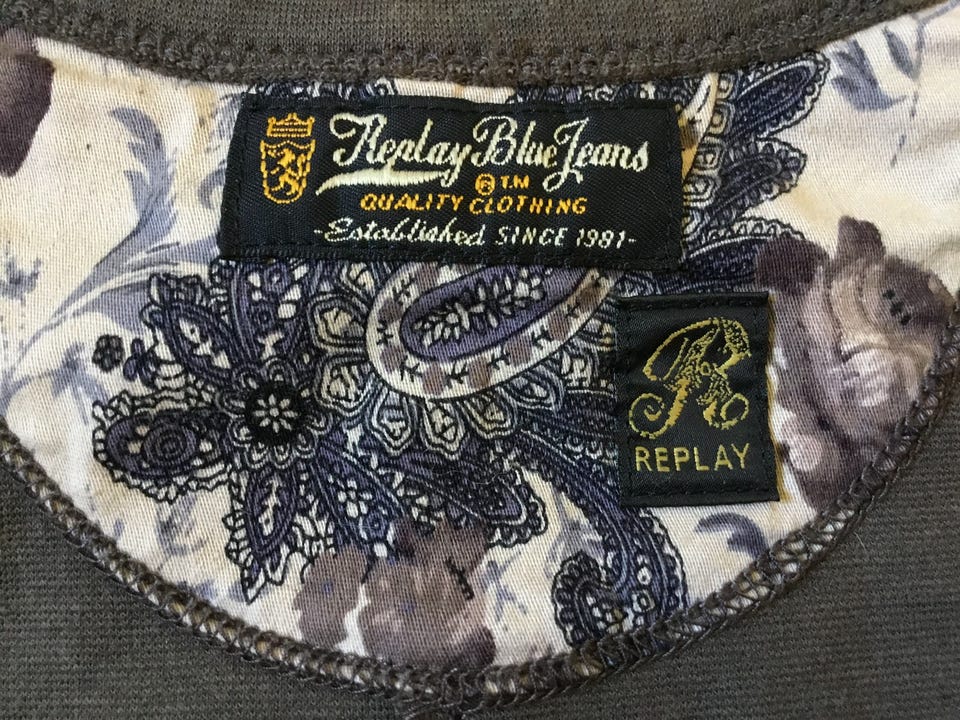 Replay Blue Jeans
® T.M
QUALITY CLOTHING
-Established SINCE 1981-
R
REPLAY